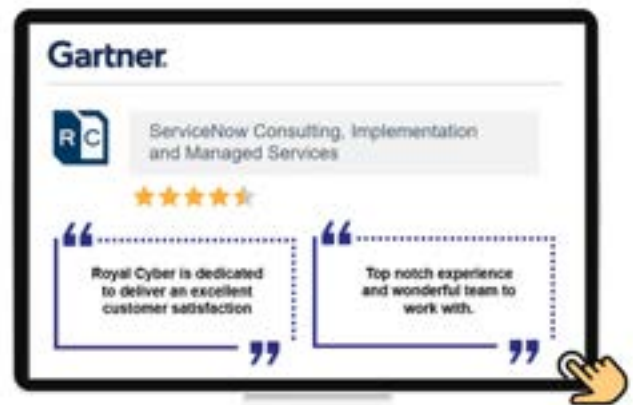 Gartner.
RC
ServiceNow Consulting, Implementation
and Managed Services
“
Royal Cyber is dedicated
to deliver an excellent
customer satisfaction
”
“
Top notch experience
and wonderful team to
work with.
”